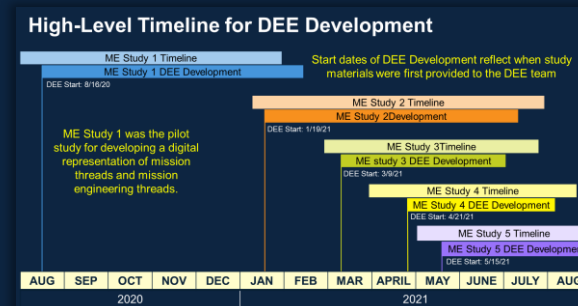 High-Level Timeline for DEE Development
ME Study 1 Timeline
ME Study 1 DEE Development
DEE Start: 8/16/20
Start dates of DEE Development reflect when study
materials were first provided to the DEE team
ME Study 2 Timeline
ME Study 2Development
DEE Start: 1/19/21
ME Study 1 was the pilot
study for developing a digital
representation of mission
threads and mission
engineering threads.
ME Study 3Timeline
ME study 3 DEE Development
DEE Start: 3/9/21
ME Study 4 Timeline
ME Study 4 DEE Development
DEE Start: 4/21/21
ME Study 5 Timeline
ME Study 5 DEE Developmen
DEE Start: 5/15/21
AUG SEP OCT NOV DEC JAN FEB MAR APRIL MAY JUNE JULY AUG
2020 2021